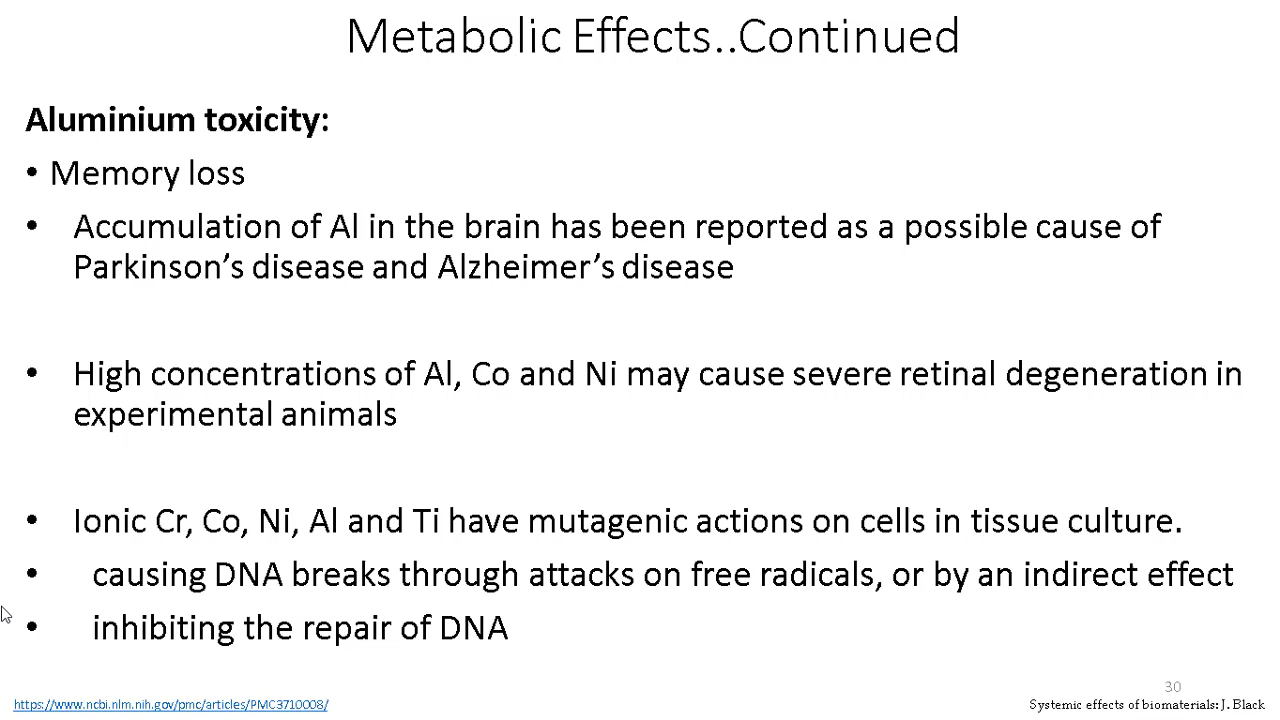 Metabolic Effects..Continued
Aluminium toxicity:
• Memory loss
• Accumulation of Al in the brain has been reported as a possible cause of
Parkinson's disease and Alzheimer's disease
• High concentrations of Al, Co and Ni may cause severe retinal degeneration in
experimental animals
• Ionic Cr, Co, Ni, Al and Ti have mutagenic actions on cells in tissue culture.
• causing DNA breaks through attacks on free radicals, or by an indirect effect
• inhibiting the repair of DNA
30
https://www.ncbi.nlm.nih.gov/pmc/articles/PMC3710008/
Systemic effects of biomaterials: J. Black